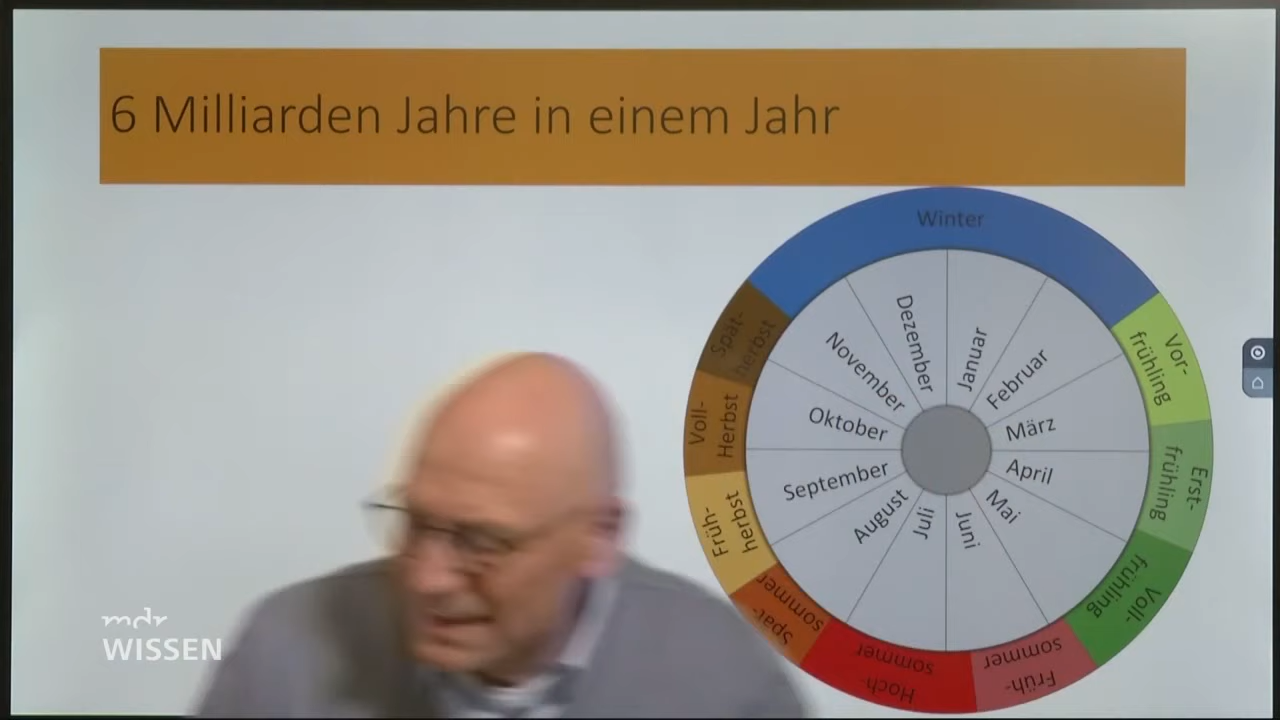 6 Milliarden Jahre in einem Jahr
Winter
Vor-
frühling
Erst-
frühling
Voll-
frühling
Früh-
sommer
Hoch-
sommer
Spät-
sommer
Früh-
herbst
Voll-
Herbst
Spät-
herbst
Januar
Februar
März
April
Mai
Juni
Juli
August
September
Oktober
November
Dezember
mdr
WISSEN